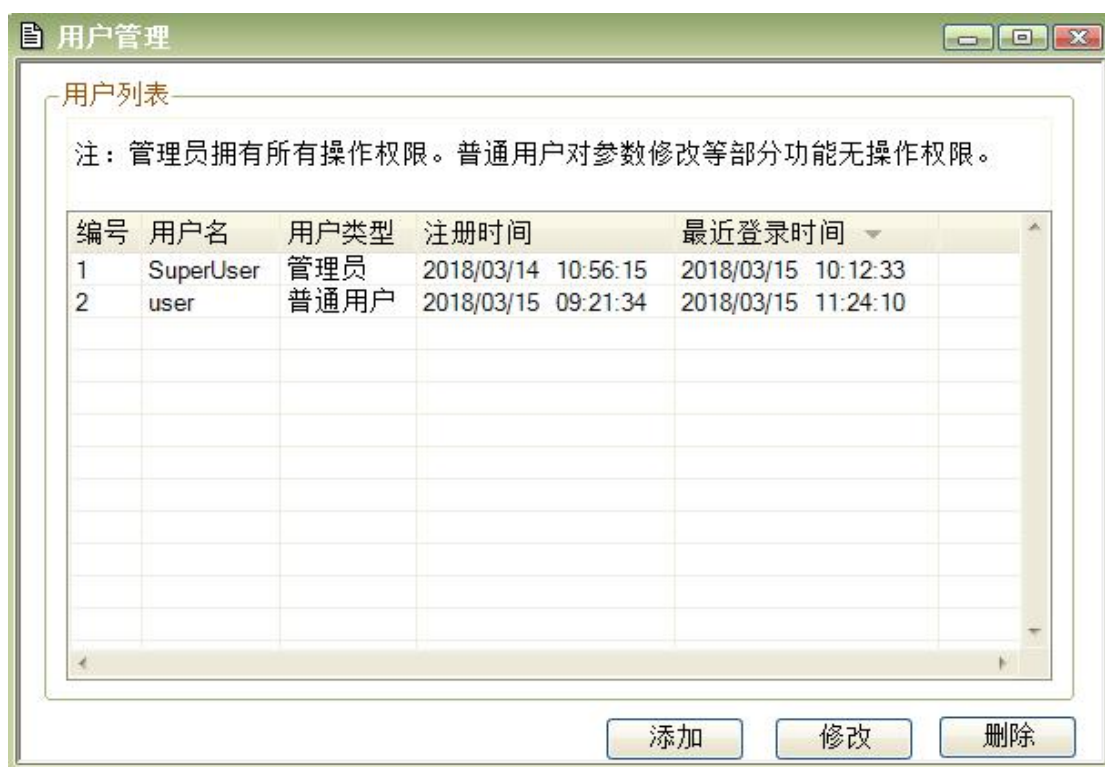 用户管理
用户列表
注：管理员拥有所有操作权限。普通用户对参数修改等部分功能无操作权限。
编号 用户名 用户类型 注册时间 最近登录时间
1 SuperUser 管理员 2018/03/14 10:56:15 2018/03/15 10:12:33
2 user 普通用户 2018/03/15 09:21:34 2018/03/15 11:24:10
添加 修改 删除